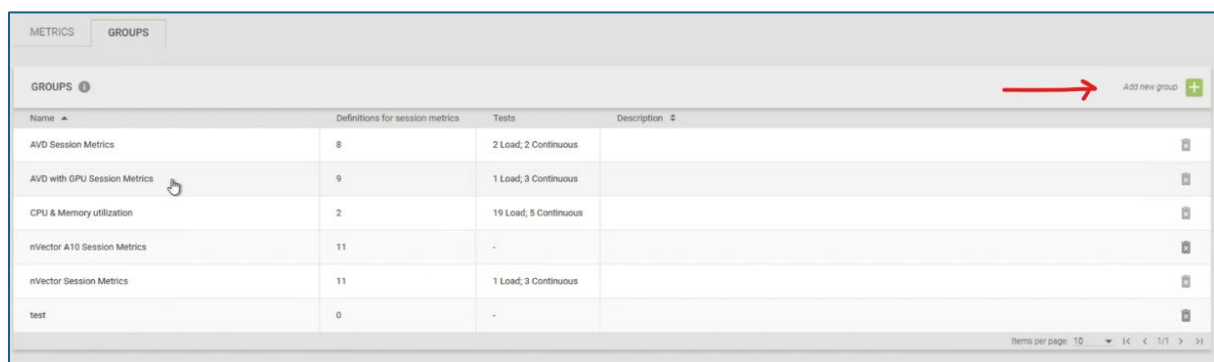 METRICS GROUPS
GROUPS
Add new group
Name Definitions for session metrics Tests Description
AVD Session Metrics 8 2 Load; 2 Continuous
AVD with GPU Session Metrics 9 1 Load; 3 Continuous
CPU & Memory utilization 2 19 Load; 5 Continuous
nVector A10 Session Metrics 11 -
nVector Session Metrics 11 1 Load; 3 Continuous
test 0 -
Items per page: 10 1/1